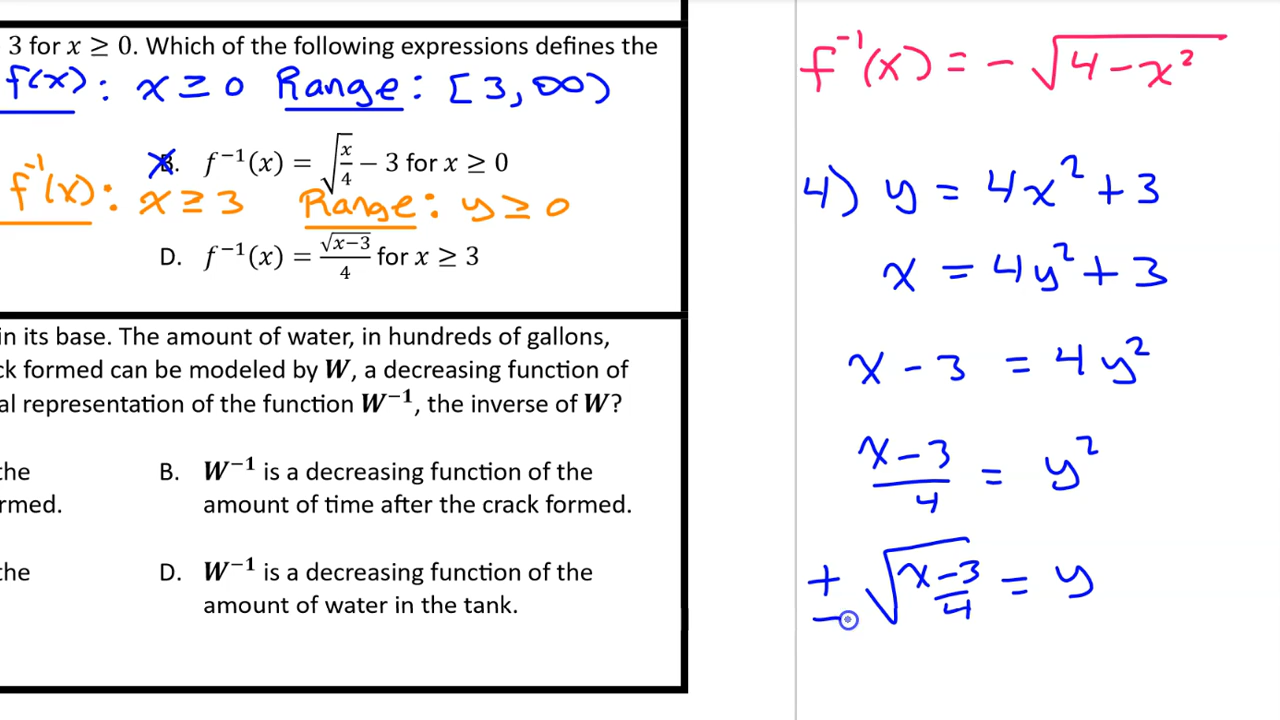 3 for x ≥ 0. Which of the following expressions defines the
f(x): x ≥ 0 Range: [3, ∞)
B. f⁻¹(x) = √(x/4) − 3 for x ≥ 0
f⁻¹(x): x ≥ 3 Range: y ≥ 0
D. f⁻¹(x) = √(x−3)/4 for x ≥ 3
in its base. The amount of water, in hundreds of gallons,
ck formed can be modeled by W, a decreasing function of
al representation of the function W⁻¹, the inverse of W?
the
rmed.
B. W⁻¹ is a decreasing function of the
amount of time after the crack formed.
the
D. W⁻¹ is a decreasing function of the
amount of water in the tank.
f⁻¹(x) = − √(4 − x²)
4) y = 4x² + 3
x = 4y² + 3
x − 3 = 4y²
(x − 3)/4 = y²
± √((x − 3)/4) = y